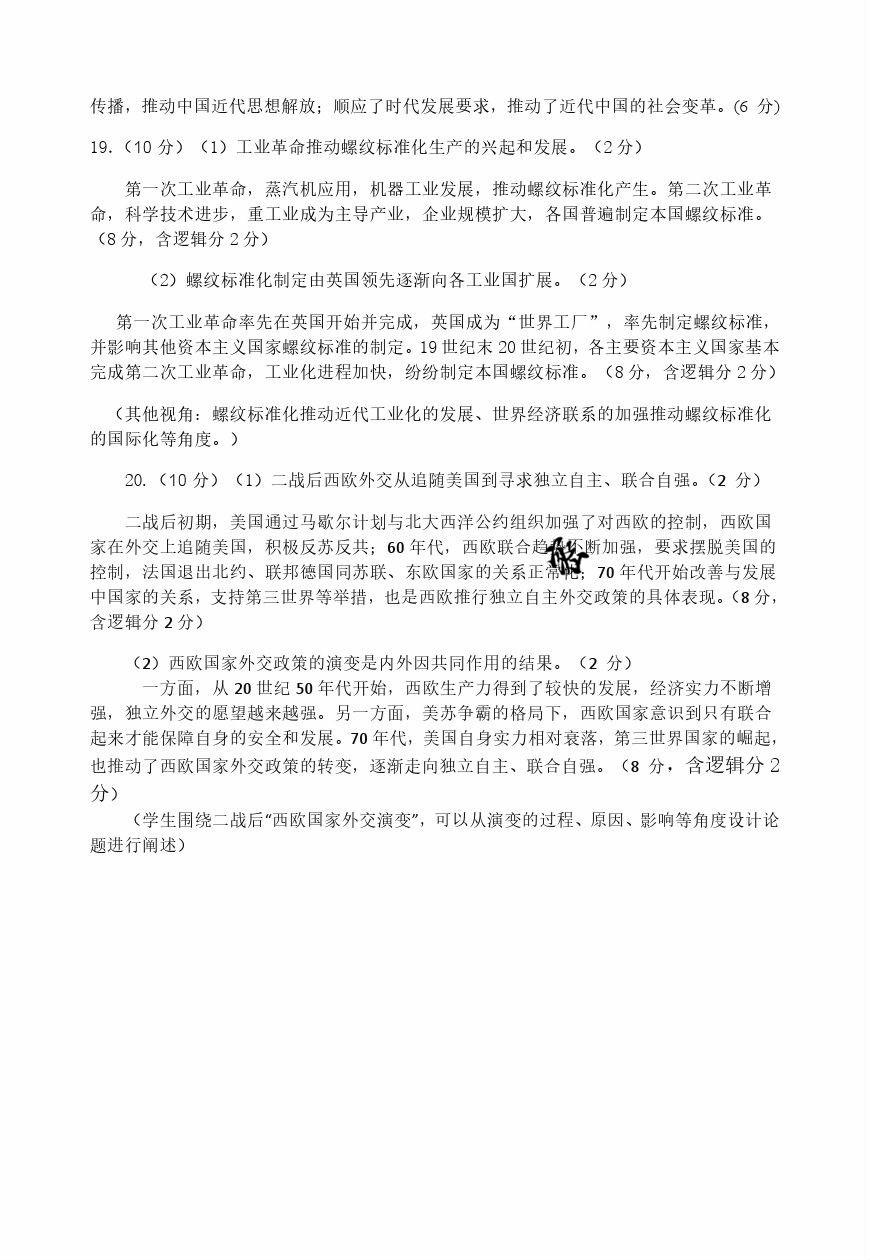 传播，推动中国近代思想解放；顺应了时代发展要求，推动了近代中国的社会变革。(6 分)
19.（10 分）（1）工业革命推动螺纹标准化生产的兴起和发展。（2 分）
第一次工业革命，蒸汽机应用，机器工业发展，推动螺纹标准化产生。第二次工业革
命，科学技术进步，重工业成为主导产业，企业规模扩大，各国普遍制定本国螺纹标准。
（8 分，含逻辑分 2 分）
（2）螺纹标准化制定由英国领先逐渐向各工业国扩展。（2 分）
第一次工业革命率先在英国开始并完成，英国成为“世界工厂”，率先制定螺纹标准，
并影响其他资本主义国家螺纹标准的制定。19 世纪末 20 世纪初，各主要资本主义国家基本
完成第二次工业革命，工业化进程加快，纷纷制定本国螺纹标准。（8 分，含逻辑分 2 分）
（其他视角：螺纹标准化推动近代工业化的发展、世界经济联系的加强推动螺纹标准化
的国际化等角度。）
20.（10 分）（1）二战后西欧外交从追随美国到寻求独立自主、联合自强。（2 分）
二战后初期，美国通过马歇尔计划与北大西洋公约组织加强了对西欧的控制，西欧国
家在外交上追随美国，积极反苏反共；60 年代，西欧联合趋不断加强，要求摆脱美国的
控制，法国退出北约、联邦德国同苏联、东欧国家的关系正常化；70 年代开始改善与发展
中国家的关系，支持第三世界等举措，也是西欧推行独立自主外交政策的具体表现。（8 分，
含逻辑分 2 分）
（2）西欧国家外交政策的演变是内外因共同作用的结果。（2 分）
一方面，从 20 世纪 50 年代开始，西欧生产力得到了较快的发展，经济实力不断增
强，独立外交的愿望越来越强。另一方面，美苏争霸的格局下，西欧国家意识到只有联合
起来才能保障自身的安全和发展。70 年代，美国自身实力相对衰落，第三世界国家的崛起，
也推动了西欧国家外交政策的转变，逐渐走向独立自主、联合自强。（8 分，含逻辑分 2
分）
（学生围绕二战后“西欧国家外交演变”，可以从演变的过程、原因、影响等角度设计论
题进行阐述）